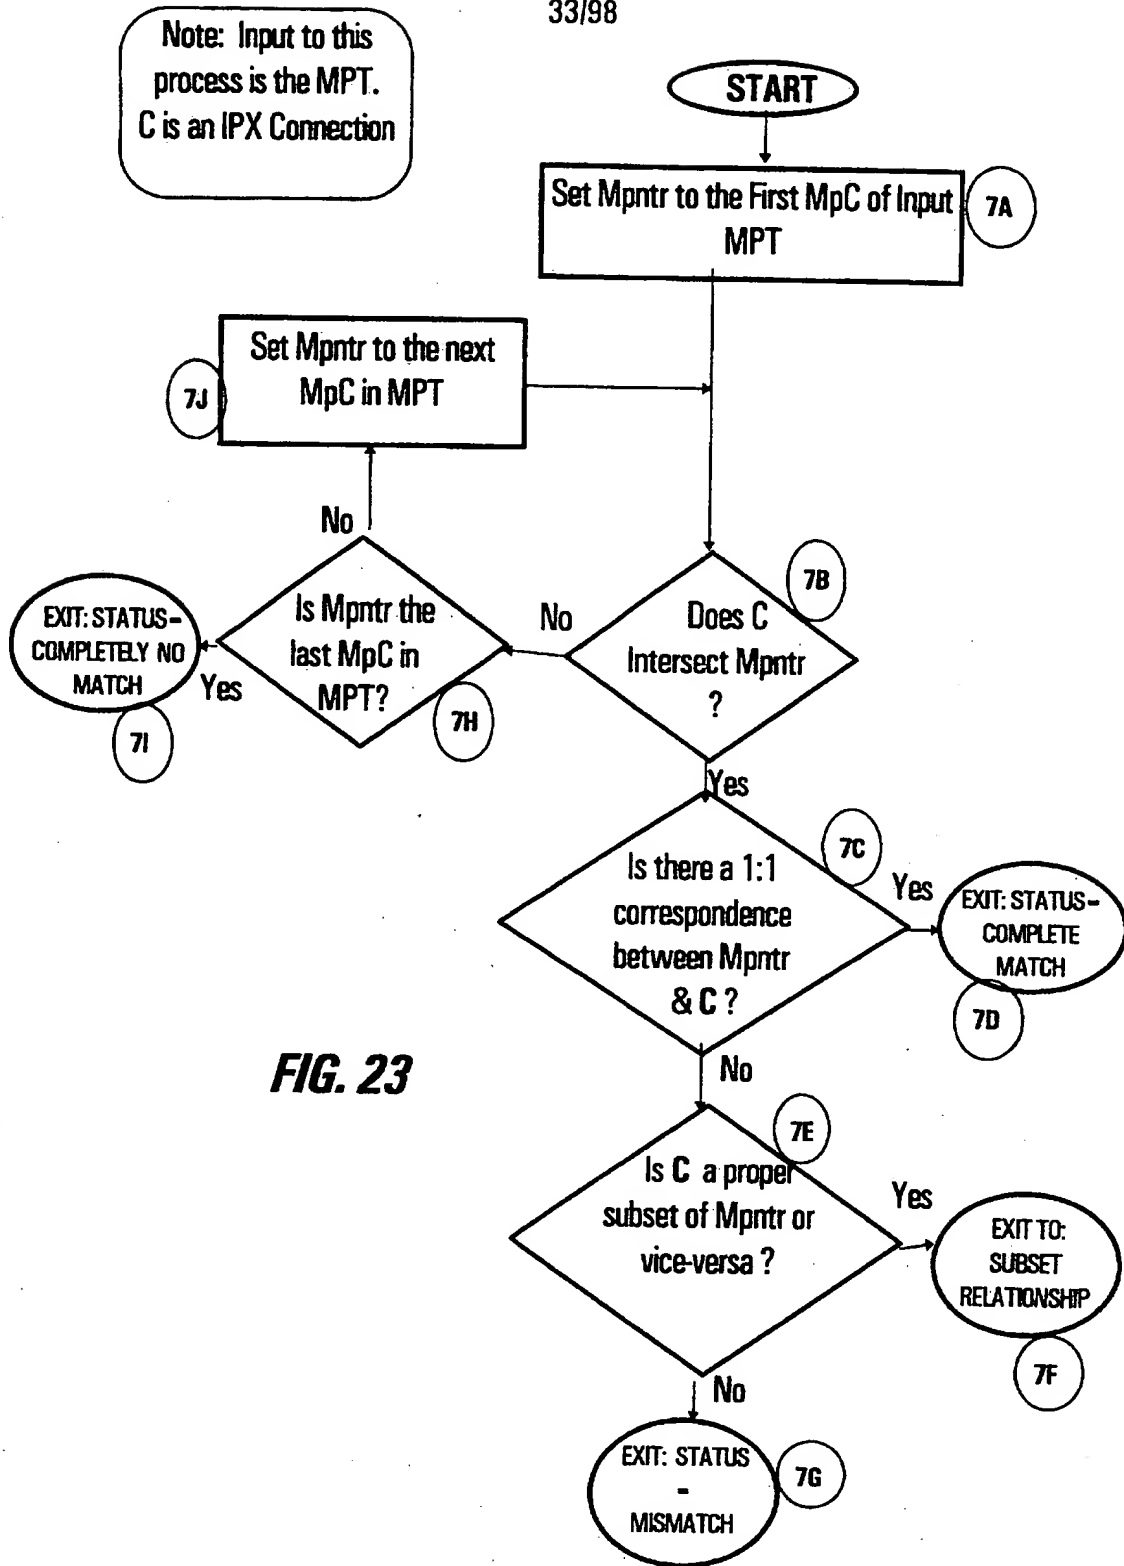 33/98
Note: Input to this
process is the MPT.
C is an IPX Connection
START
Set Mpntr to the First MpC of Input
MPT
7A
Set Mpntr to the next
MpC in MPT
7J
No
Is Mpntr the
last MpC in
MPT?
7H
Yes
EXIT: STATUS-
COMPLETELY NO
MATCH
7I
No
Does C
Intersect Mpntr
?
7B
Yes
Is there a 1:1
correspondence
between Mpntr
& C ?
7C
Yes
EXIT: STATUS-
COMPLETE
MATCH
7D
No
FIG. 23
Is C a proper
subset of Mpntr or
vice-versa ?
7E
Yes
EXIT TO:
SUBSET
RELATIONSHIP
7F
No
EXIT: STATUS
-
MISMATCH
7G